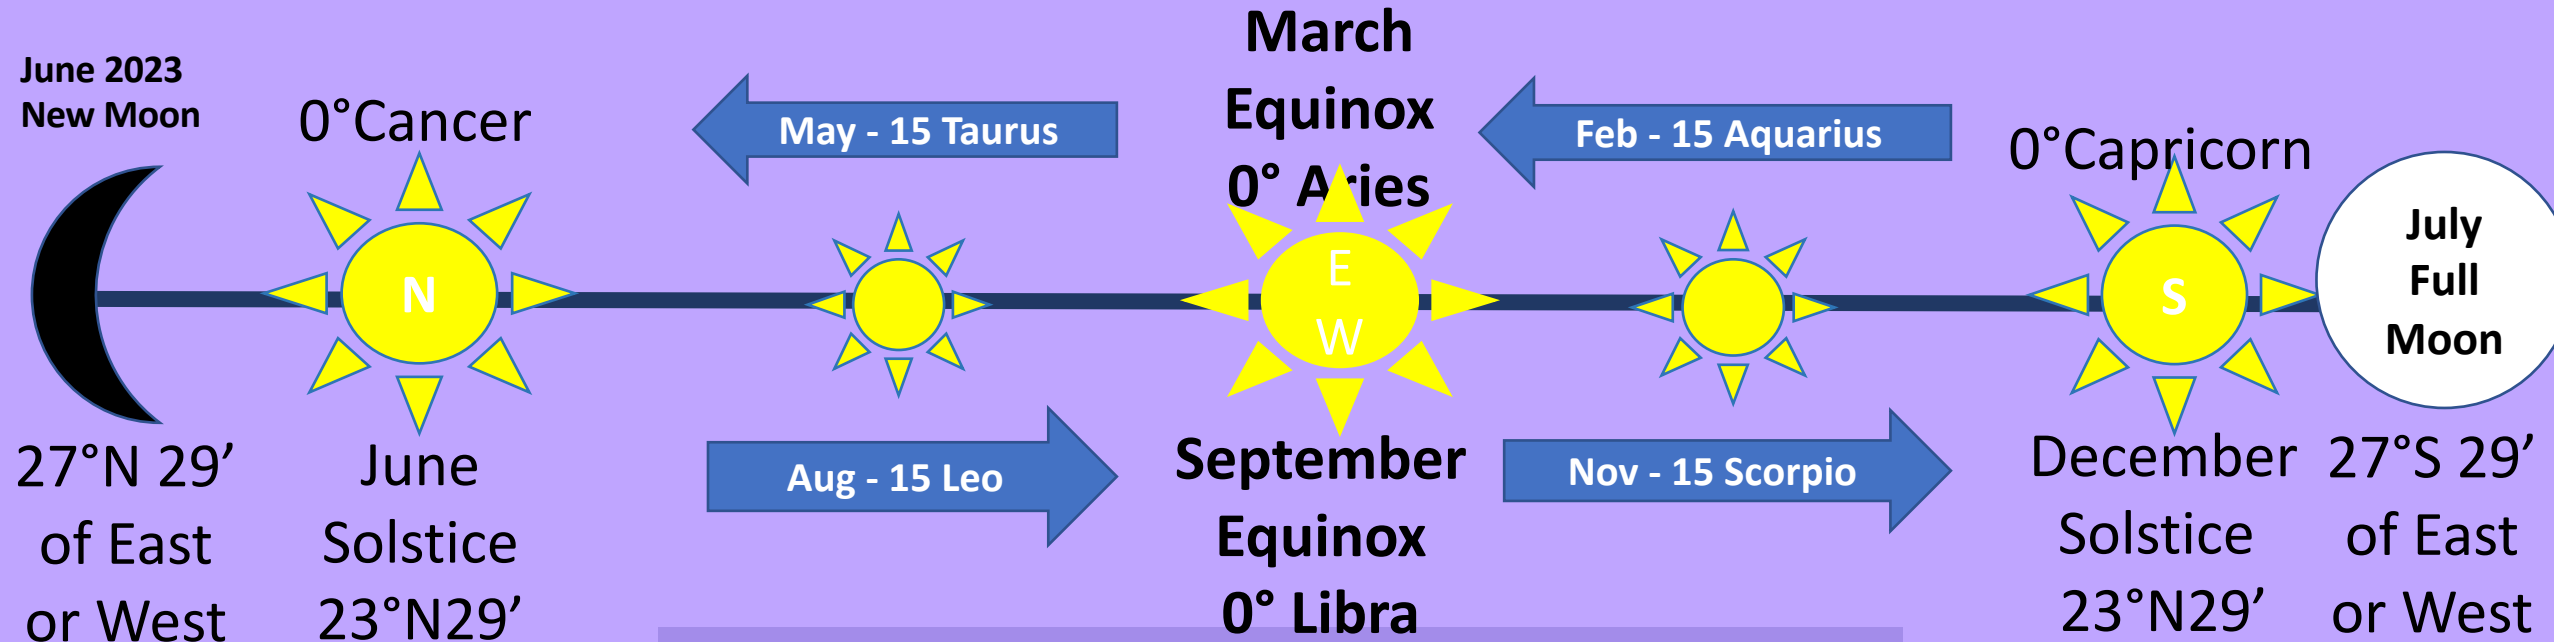 June 2023
New Moon
0°Cancer
May - 15 Taurus
March
Equinox
0° Aries
Feb - 15 Aquarius
0°Capricorn
N
E
W
S
July
Full
Moon
27°N 29’
of East
or West
June
Solstice
23°N29’
Aug - 15 Leo
September
Equinox
0° Libra
Nov - 15 Scorpio
December
Solstice
23°N29’
27°S 29’
of East
or West